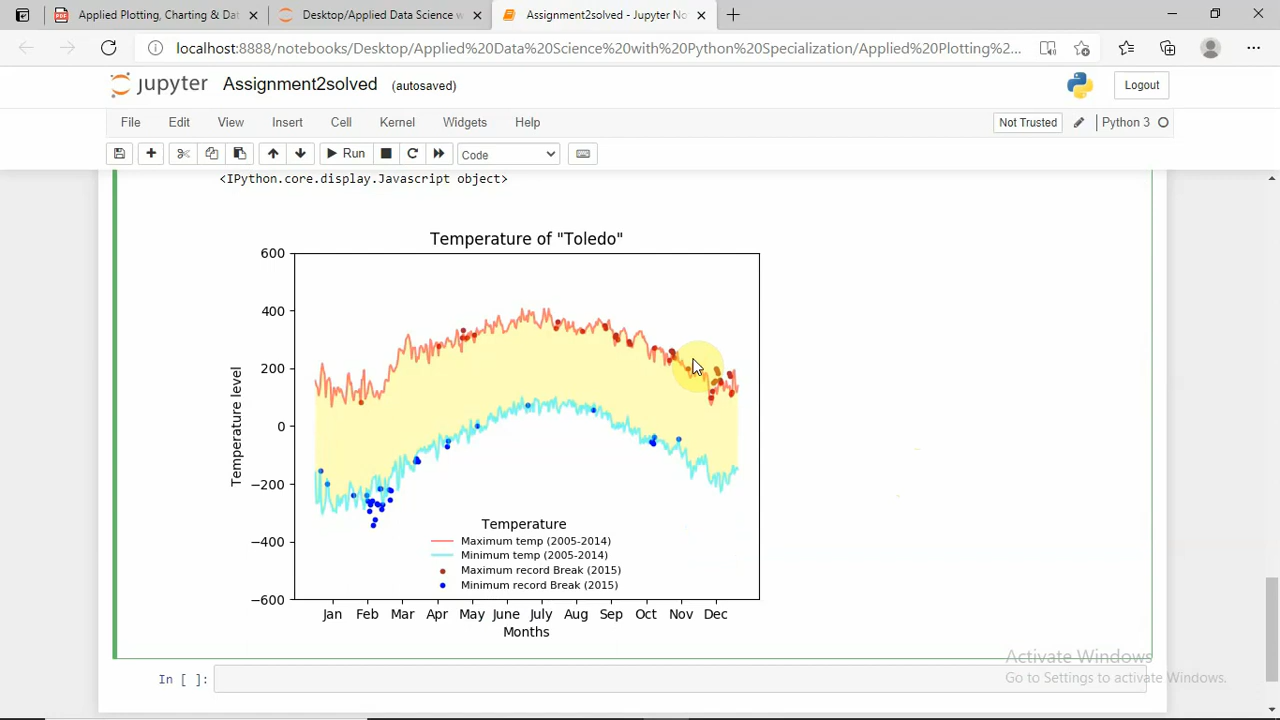 Applied Plotting, Charting & Dat
Desktop/Applied Data Science w
Assignment2solved - Jupyter No
localhost:8888/notebooks/Desktop/Applied%20Data%20Science%20with%20Python%20Specialization/Applied%20Plotting%2...
jupyter Assignment2solved (autosaved)
Logout
File Edit View Insert Cell Kernel Widgets Help
Not Trusted Python 3
Run Code
<IPython.core.display.Javascript object>
Temperature of "Toledo"
600
400
200
0
−200
−400
−600
Temperature level
Temperature
Maximum temp (2005-2014)
Minimum temp (2005-2014)
Maximum record Break (2015)
Minimum record Break (2015)
Jan Feb Mar Apr May June July Aug Sep Oct Nov Dec
Months
Activate Windows
Go to Settings to activate Windows.
In [ ]: